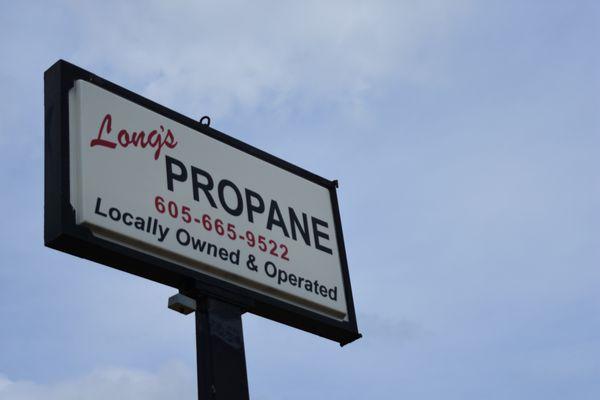 Long's
PROPANE
605-665-9522
Locally Owned & Operated